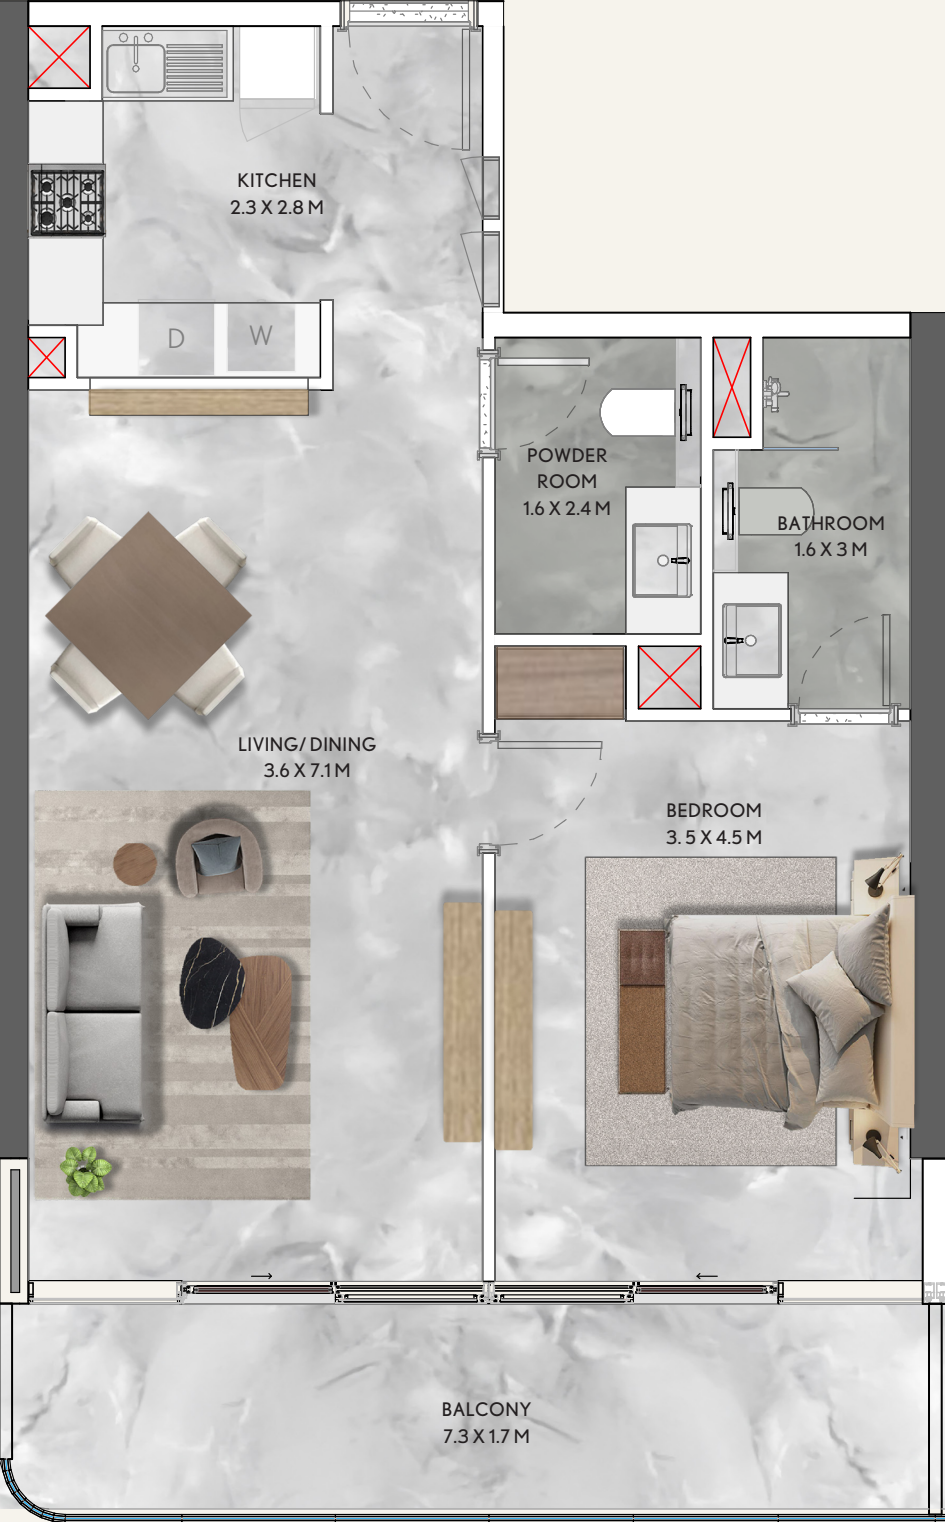 KITCHEN
2.3 X 2.8 M
D
W
POWDER
ROOM
1.6 X 2.4 M
BATHROOM
1.6 X 3 M
LIVING/ DINING
3.6 X 7.1 M
BEDROOM
3. 5 X 4.5 M
BALCONY
7.3 X 1.7 M